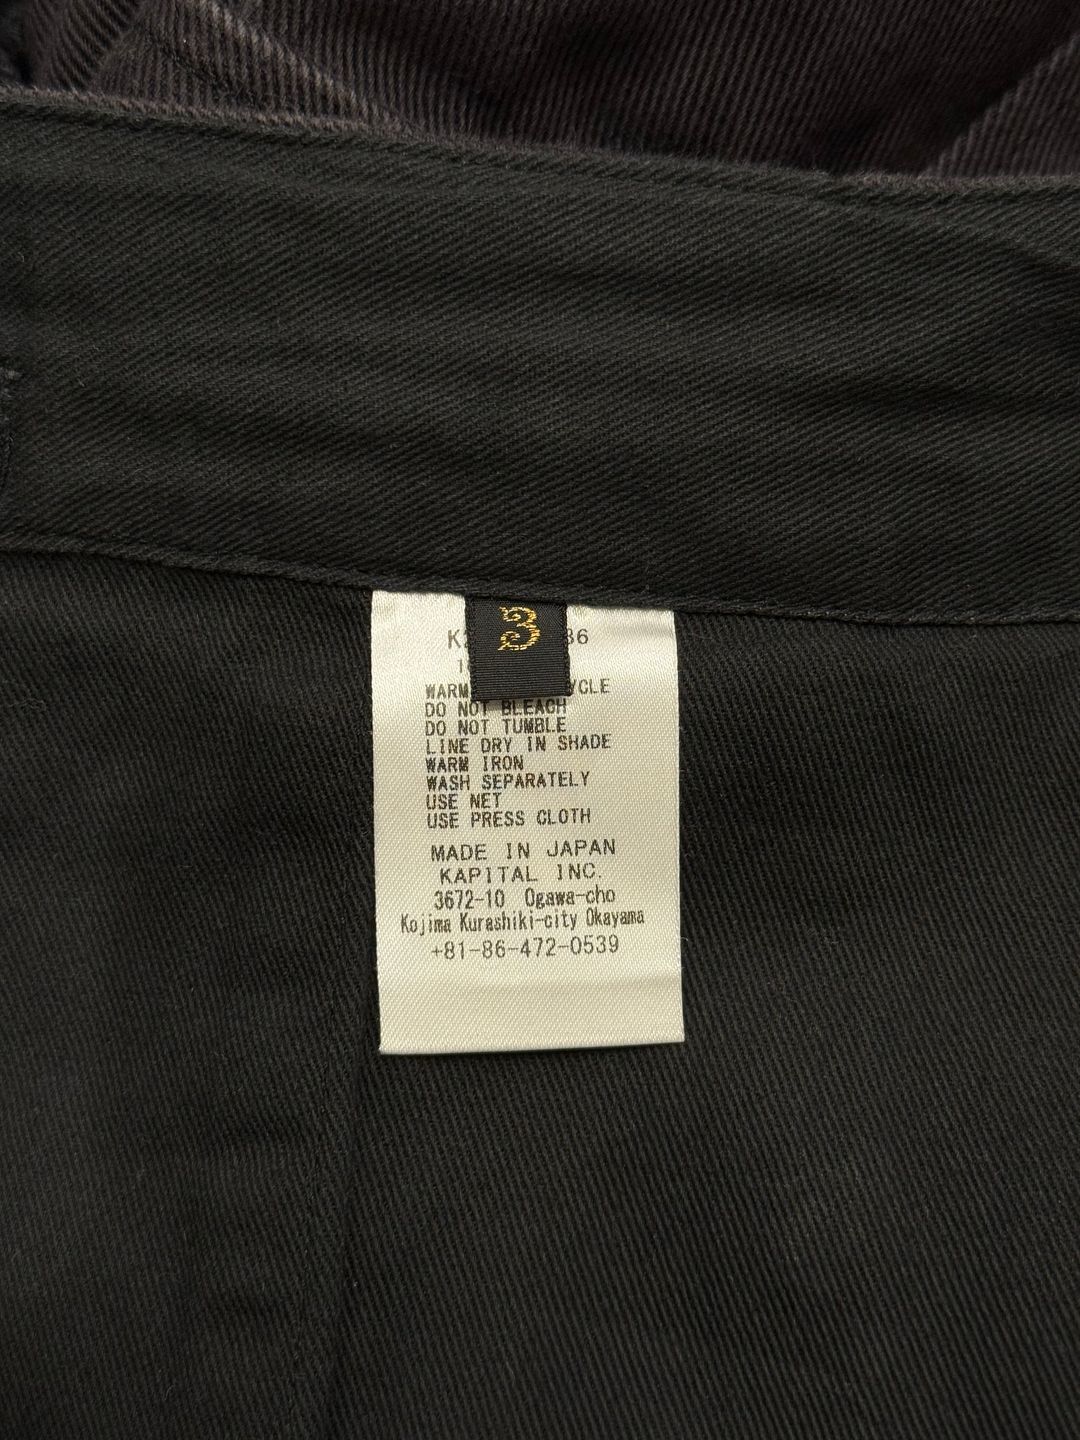 3
WARM
DO NOT BLEACH
DO NOT TUMBLE
LINE DRY IN SHADE
WARM IRON
WASH SEPARATELY
USE NET
USE PRESS CLOTH
MADE IN JAPAN
KAPITAL INC.
3672-10 Ogawa-cho
Kojima Kurashiki-city Okayama
+81-86-472-0539